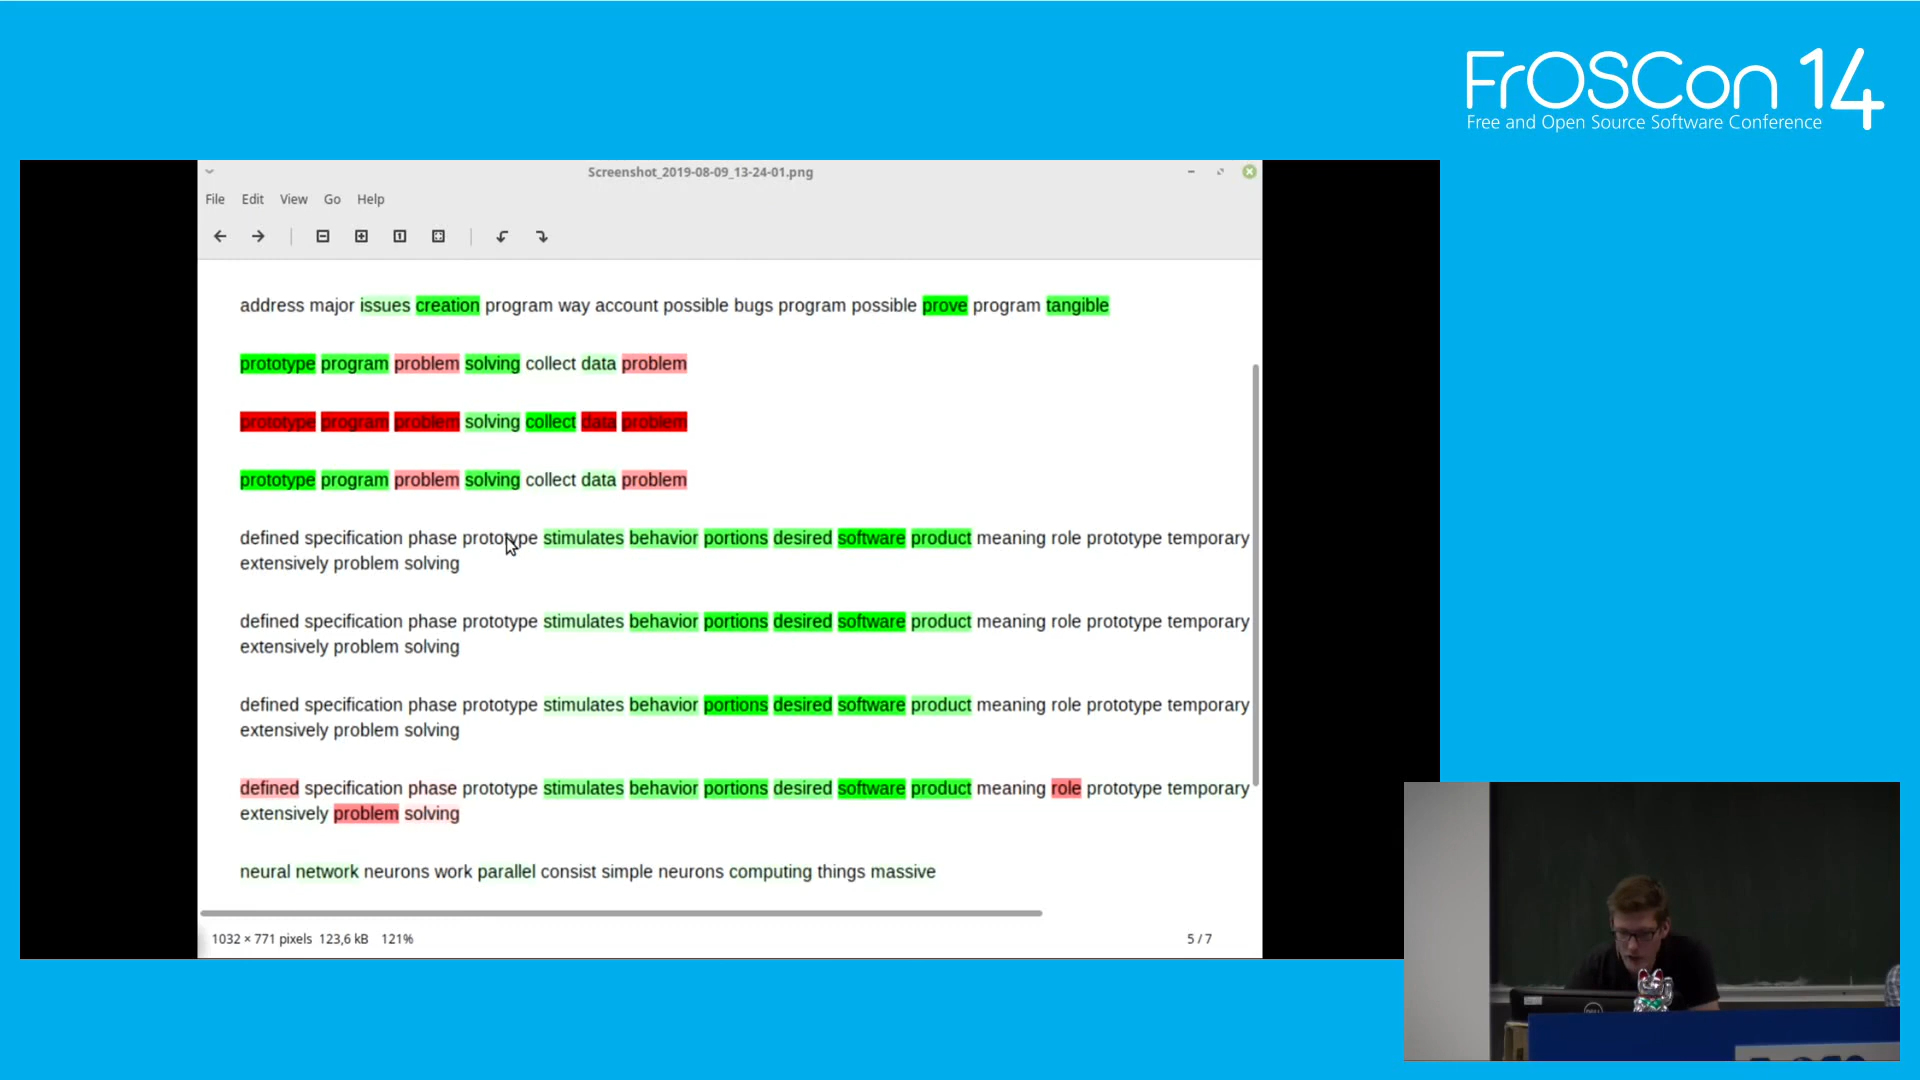 FrOSCon 14
Free and Open Source Software Conference
Screenshot_2019-08-09_13-24-01.png
File Edit View Go Help
address major issues creation program way account possible bugs program possible prove program tangible
prototype program problem solving collect data problem
prototype program problem solving collect data problem
prototype program problem solving collect data problem
defined specification phase prototype stimulates behavior portions desired software product meaning role prototype temporary
extensively problem solving
defined specification phase prototype stimulates behavior portions desired software product meaning role prototype temporary
extensively problem solving
defined specification phase prototype stimulates behavior portions desired software product meaning role prototype temporary
extensively problem solving
defined specification phase prototype stimulates behavior portions desired software product meaning role prototype temporary
extensively problem solving
neural network neurons work parallel consist simple neurons computing things massive
1032 × 771 pixels 123,6 kB 121%
5 / 7
DELL